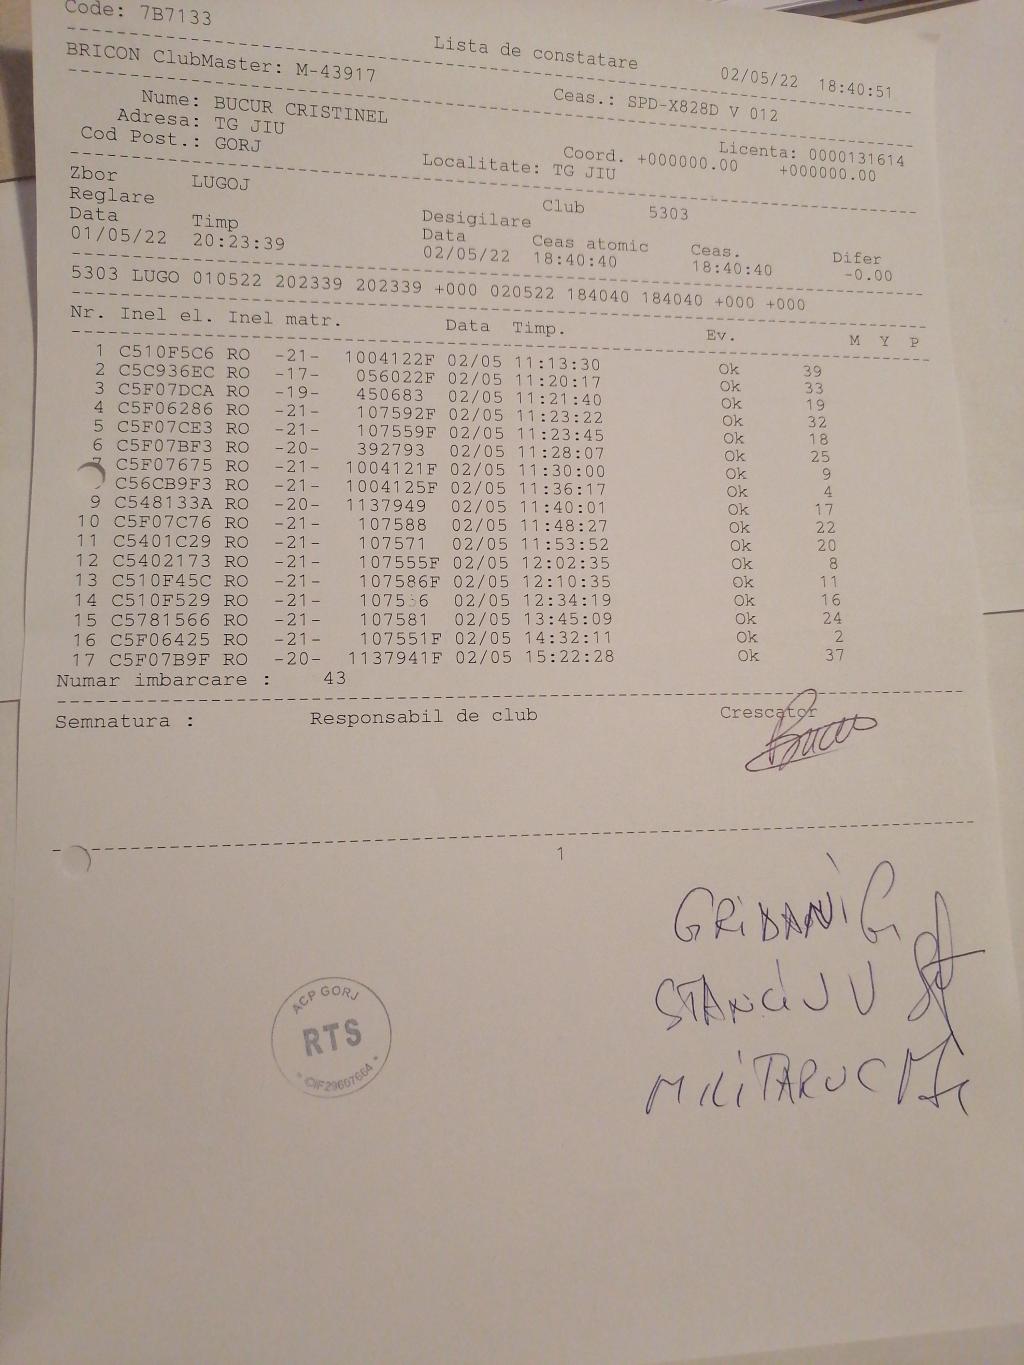 Code: 7B7133
Lista de constatare 02/05/22 18:40:51
BRICON ClubMaster: M-43917 Ceas.: SPD-X828D V 012
Nume: BUCUR CRISTINEL Licenta: 0000131614
Adresa: TG JIU Coord. +000000.00 +000000.00
Cod Post.: GORJ Localitate: TG JIU
Zbor LUGOJ Club 5303
Reglare Desigilare
Data Timp Data Ceas atomic Ceas. Difer
01/05/22 20:23:39 02/05/22 18:40:40 18:40:40 -0.00
5303 LUGO 010522 202339 202339 +000 020522 184040 184040 +000 +000
Nr. Inel el. Inel matr. Data Timp. Ev. M Y P
1 C510F5C6 RO -21- 1004122F 02/05 11:13:30 Ok 39
2 C5C936EC RO -17- 056022F 02/05 11:20:17 Ok 33
3 C5F07DCA RO -19- 450683 02/05 11:21:40 Ok 19
4 C5F06286 RO -21- 107592F 02/05 11:23:22 Ok 32
5 C5F07CE3 RO -21- 107559F 02/05 11:23:45 Ok 18
6 C5F07BF3 RO -20- 392793 02/05 11:28:07 Ok 25
7 C5F07675 RO -21- 1004121F 02/05 11:30:00 Ok 9
C56CB9F3 RO -21- 1004125F 02/05 11:36:17 Ok 4
9 C548133A RO -20- 1137949 02/05 11:40:01 Ok 17
10 C5F07C76 RO -21- 107588 02/05 11:48:27 Ok 22
11 C5401C29 RO -21- 107571 02/05 11:53:52 Ok 20
12 C5402173 RO -21- 107555F 02/05 12:02:35 Ok 8
13 C510F45C RO -21- 107586F 02/05 12:10:35 Ok 11
14 C510F529 RO -21- 02/05 12:34:19 Ok 16
15 C5781566 RO -21- 107581 02/05 13:45:09 Ok 24
16 C5F06425 RO -21- 107551F 02/05 14:32:11 Ok 2
17 C5F07B9F RO -20- 1137941F 02/05 15:22:28 Ok 37
Numar imbarcare : 43
Semnatura : Responsabil de club Crescator
1
GRIDANI G
STANCIU V
MILITARU C
ACP GORJ
RTS